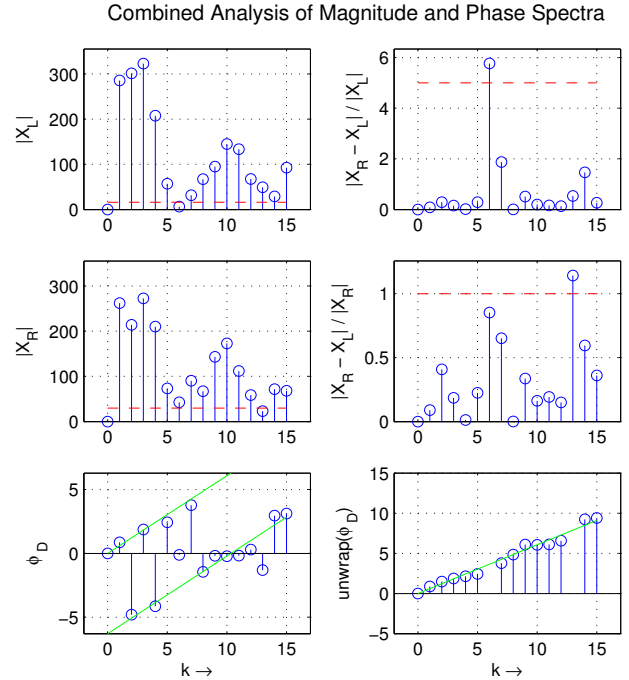 Combined Analysis of Magnitude and Phase Spectra
|X_L|
300
200
100
0
0 5 10 15
|X_R − X_L| / |X_L|
6
4
2
0
0 5 10 15
|X_R|
300
200
100
0
0 5 10 15
|X_R − X_L| / |X_R|
1
0.5
0
0 5 10 15
ϕ_D
5
0
−5
0 5 10 15
k →
unwrap(ϕ_D)
15
10
5
0
−5
0 5 10 15
k →